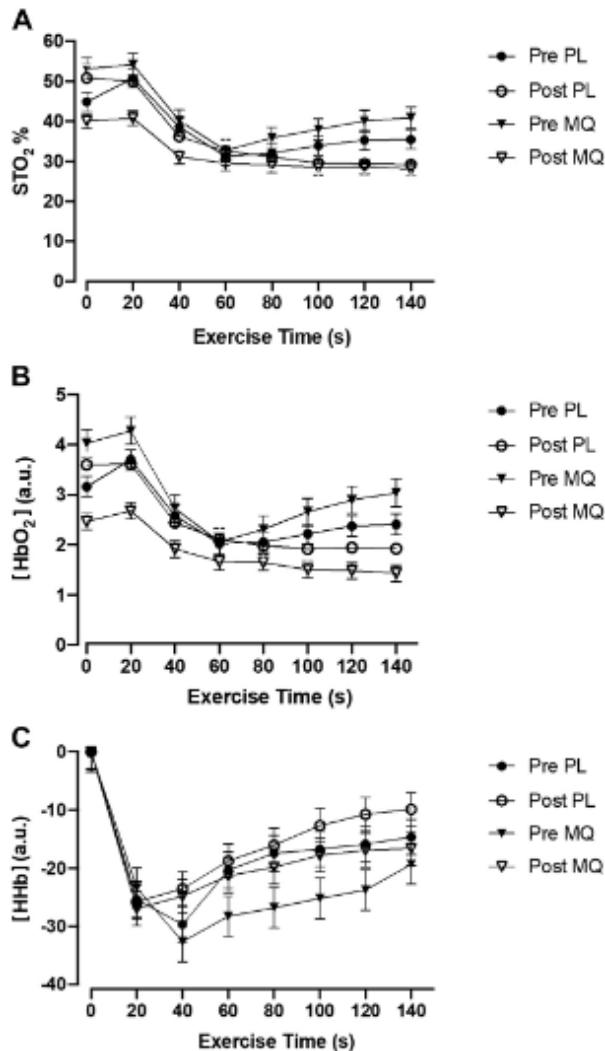 A
60
50
40
30
20
10
0
STO₂ %
0 20 40 60 80 100 120 140
Exercise Time (s)
Pre PL
Post PL
Pre MQ
Post MQ
B
5
4
3
2
1
0
[HbO₂] (a.u.)
0 20 40 60 80 100 120 140
Exercise Time (s)
Pre PL
Post PL
Pre MQ
Post MQ
C
0
-10
-20
-30
-40
[HHb] (a.u.)
0 20 40 60 80 100 120 140
Exercise Time (s)
Pre PL
Post PL
Pre MQ
Post MQ